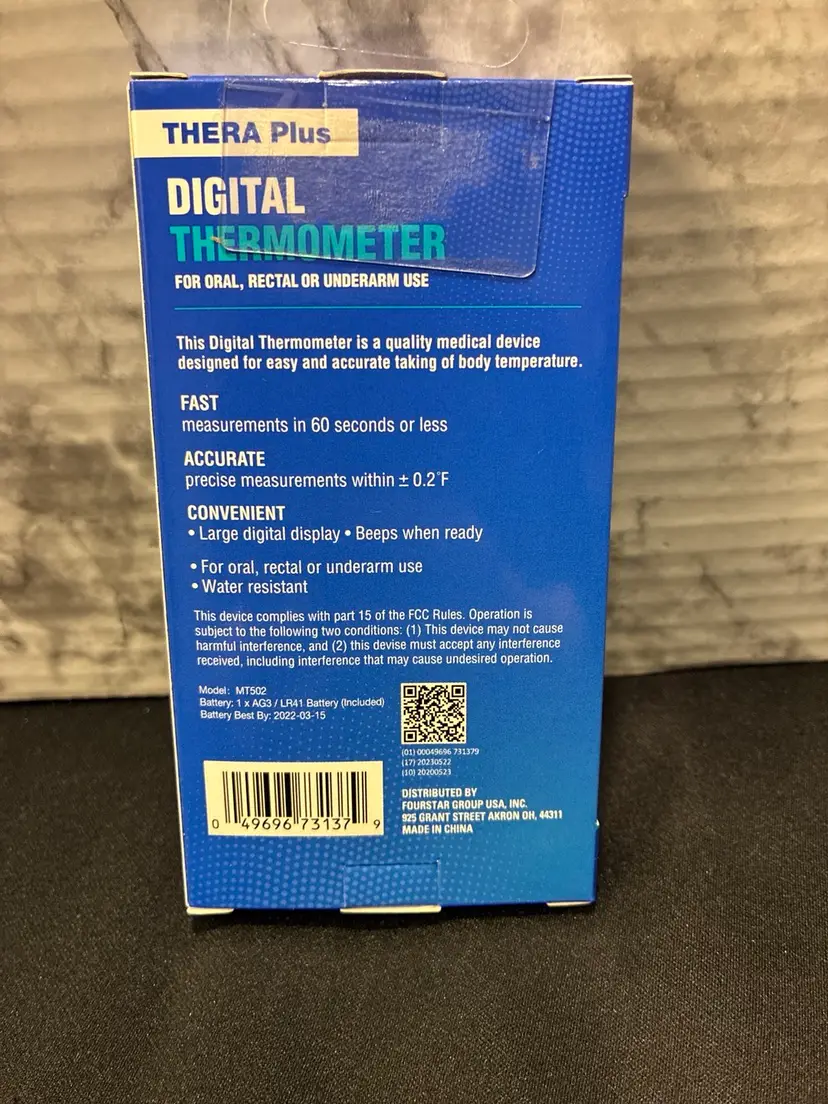 THERA Plus
DIGITAL
THERMOMETER
FOR ORAL, RECTAL OR UNDERARM USE
This Digital Thermometer is a quality medical device
designed for easy and accurate taking of body temperature.
FAST
measurements in 60 seconds or less
ACCURATE
precise measurements within ± 0.2°F
CONVENIENT
• Large digital display • Beeps when ready
• For oral, rectal or underarm use
• Water resistant
This device complies with part 15 of the FCC Rules. Operation is
subject to the following two conditions: (1) This device may not cause
harmful interference, and (2) this devise must accept any interference
received, including interference that may cause undesired operation.
Model: MT502
Battery: 1 x AG3 / LR41 Battery (Included)
Battery Best By: 2022-03-15
(01) 00049696 731379
(17) 20230522
(10) 20200523
0 49696 73137 9
DISTRIBUTED BY
FOURSTAR GROUP USA, INC.
925 GRANT STREET AKRON OH, 44311
MADE IN CHINA